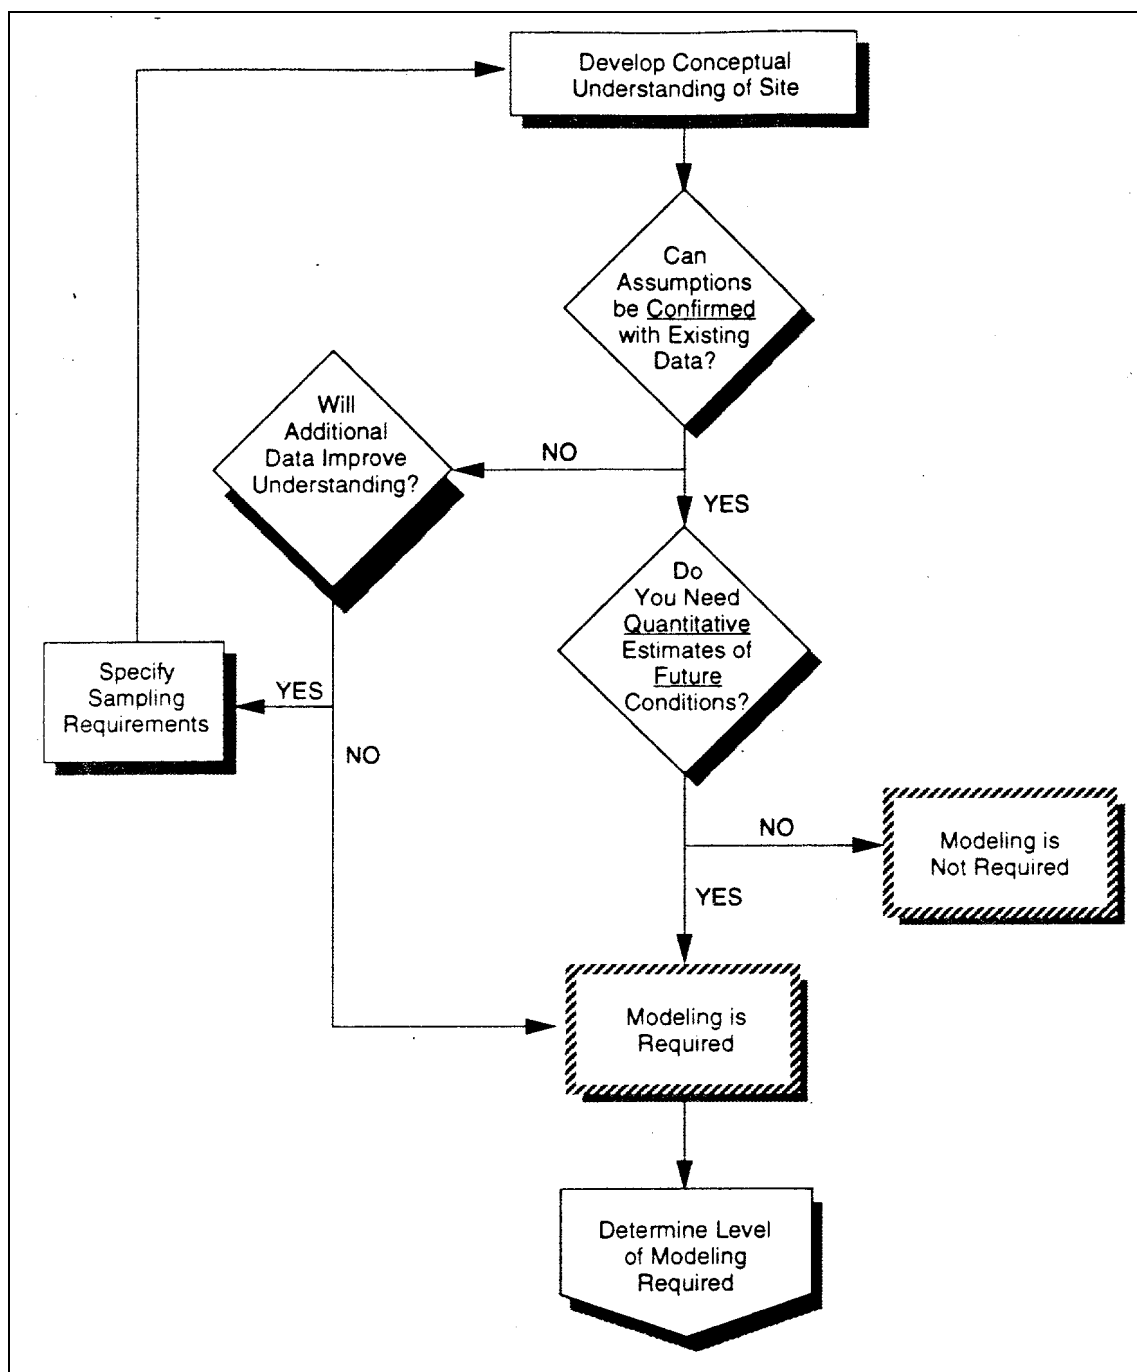 Develop Conceptual
Understanding of Site
Can
Assumptions
be Confirmed
with Existing
Data?
NO
YES
Will
Additional
Data Improve
Understanding?
YES
NO
Specify
Sampling
Requirements
Do
You Need
Quantitative
Estimates of
Future
Conditions?
NO
YES
Modeling is
Not Required
Modeling is
Required
Determine Level
of Modeling
Required